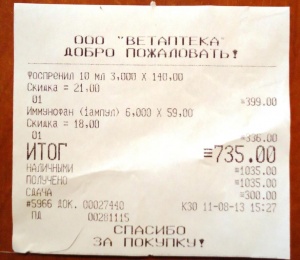 ООО "ВЕТАПТЕКА"
ДОБРО ПОЖАЛОВАТЬ!
Фоспренил 10 мл 3,000 X 140,00
Скидка = 21,00
01 =399.00
Иммунофан (1ампул) 6,000 X 59,00
Скидка = 18,00
01 =336.00
ИТОГ =735.00
НАЛИЧНЫМИ =1035.00
ПОЛУЧЕНО =1035.00
СДАЧА =300.00
#5966 ДОК. 00027440 К30 11-08-13 15:27
ПД 00281115
СПАСИБО
ЗА ПОКУПКУ!